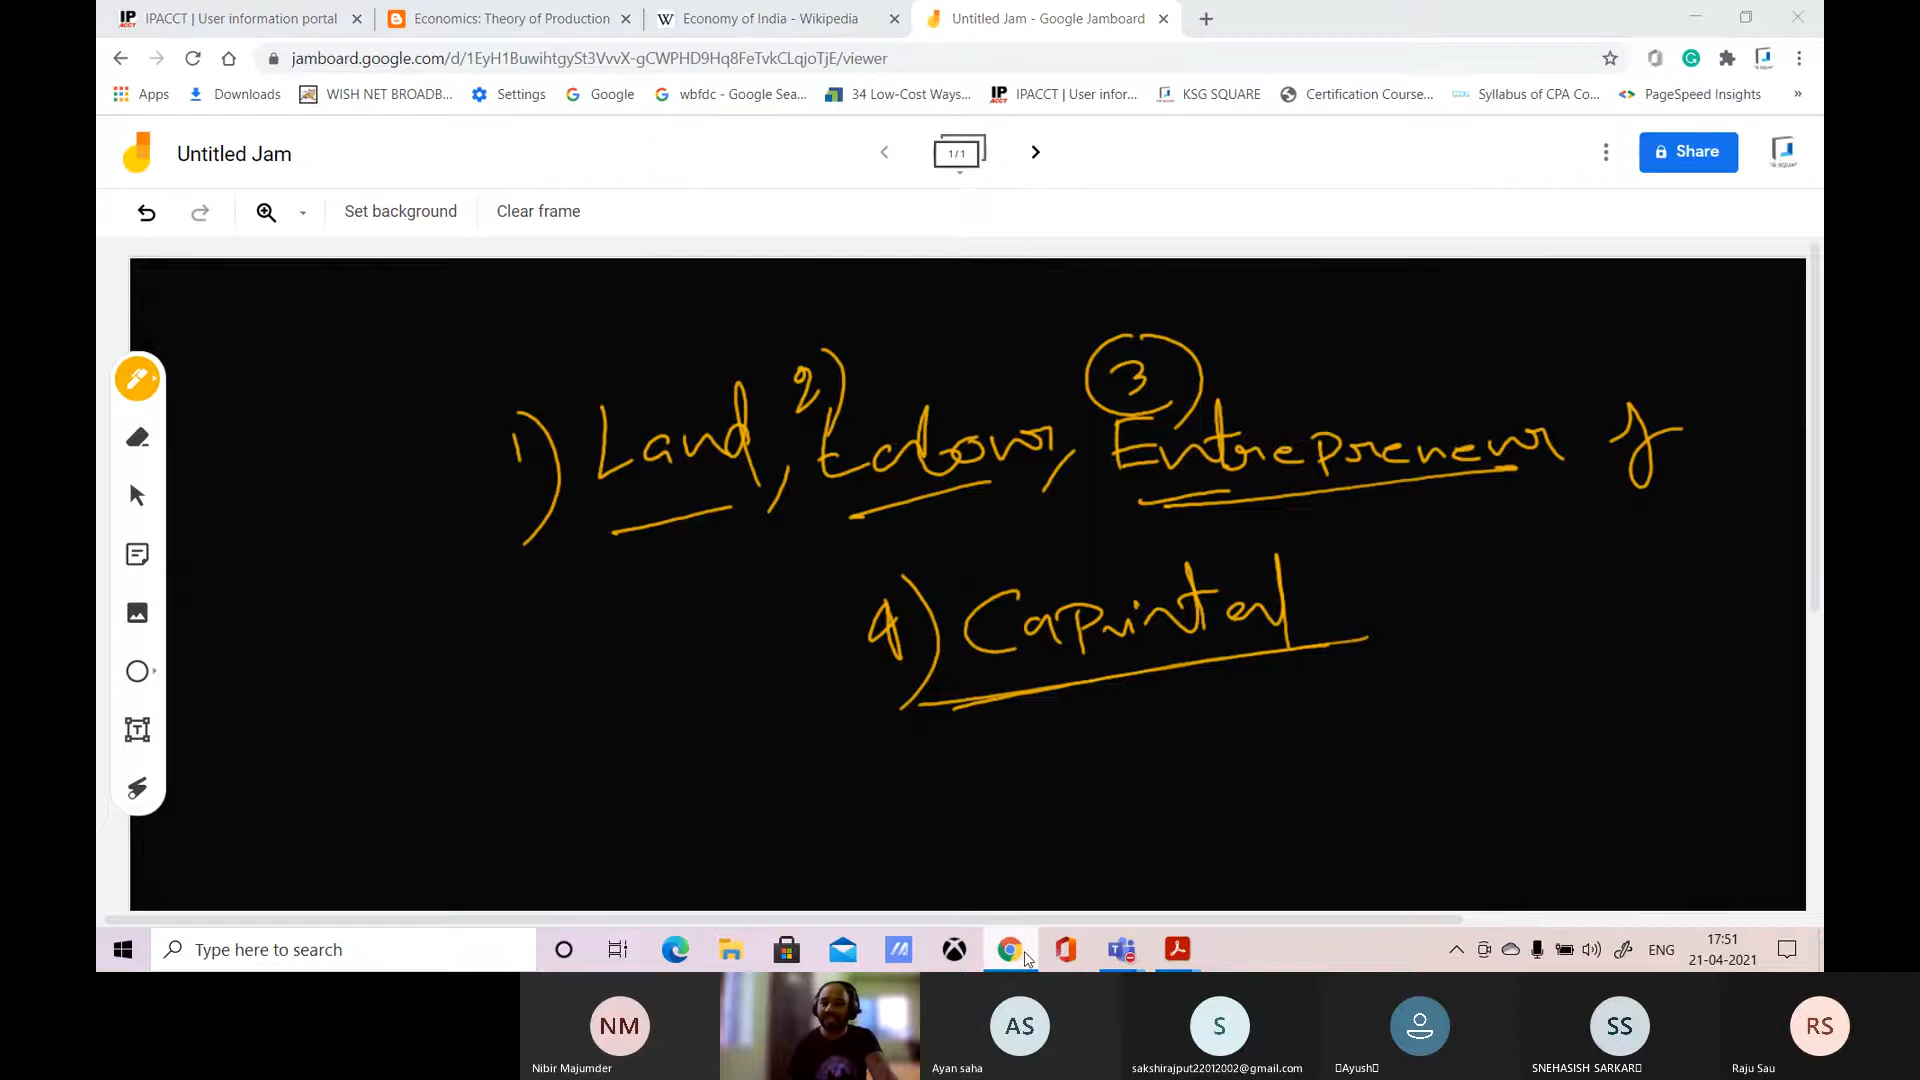 IPACCT | User information portal
Economics: Theory of Production
Economy of India - Wikipedia
Untitled Jam - Google Jamboard
jamboard.google.com/d/1EyH1BuwihtgySt3VvvX-gCWPHD9Hq8FeTvkCLqjoTjE/viewer
Apps Downloads WISH NET BROADB... Settings Google wbfdc - Google Sea... 34 Low-Cost Ways... IPACCT | User infor... KSG SQUARE Certification Course... Syllabus of CPA Co... PageSpeed Insights »
Untitled Jam
1 / 1
Share
Set background Clear frame
1) Land, 2) Labour, 3 Entrepreneur &
4) Capital
Type here to search
ENG
17:51
21-04-2021
NM AS S SS RS
Nibir Majumder Ayan saha sakshirajput22012002@gmail.com Ayush SNEHASISH SARKAR Raju Sau